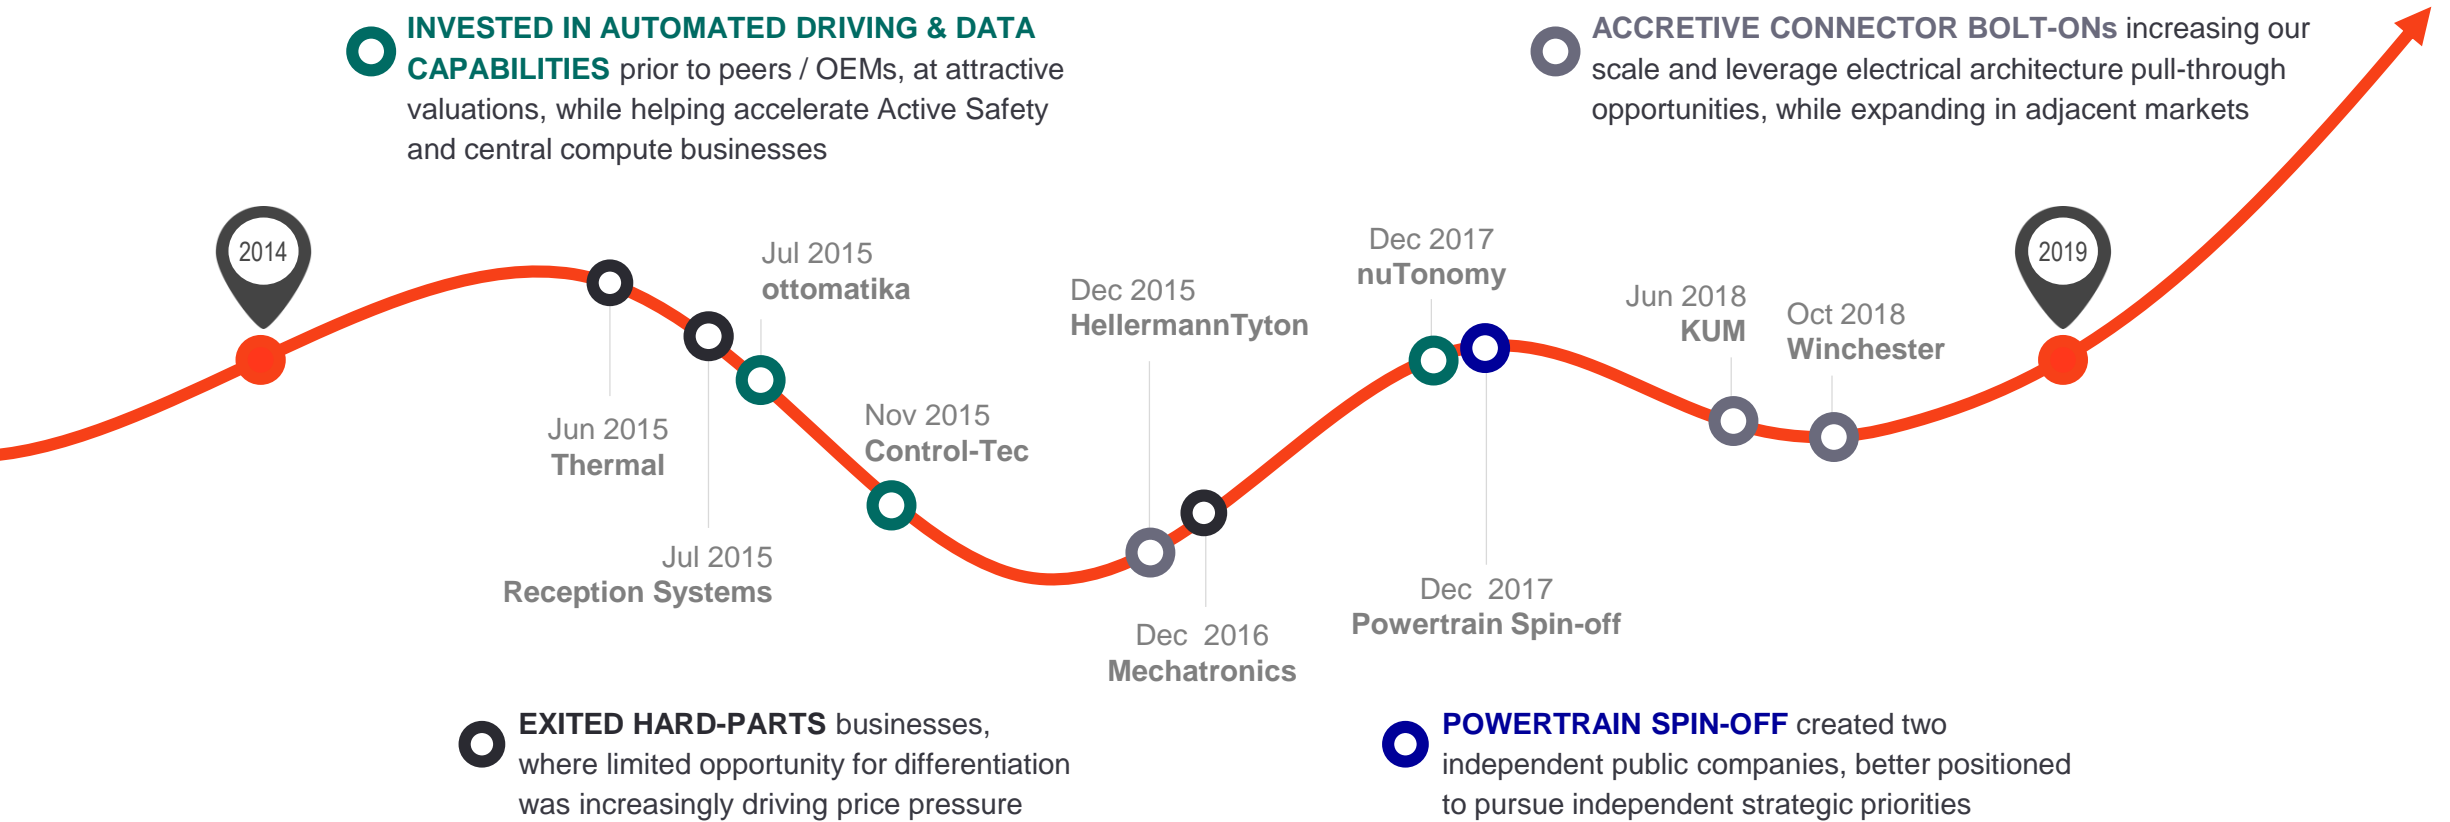 INVESTED IN AUTOMATED DRIVING & DATA
CAPABILITIES prior to peers / OEMs, at attractive
valuations, while helping accelerate Active Safety
and central compute businesses
ACCRETIVE CONNECTOR BOLT-ONs increasing our
scale and leverage electrical architecture pull-through
opportunities, while expanding in adjacent markets
2014
Jun 2015
Thermal
Jul 2015
Reception Systems
Jul 2015
ottomatika
Nov 2015
Control-Tec
Dec 2015
HellermannTyton
Dec 2016
Mechatronics
Dec 2017
nuTonomy
Dec 2017
Powertrain Spin-off
Jun 2018
KUM
Oct 2018
Winchester
2019
EXITED HARD-PARTS businesses,
where limited opportunity for differentiation
was increasingly driving price pressure
POWERTRAIN SPIN-OFF created two
independent public companies, better positioned
to pursue independent strategic priorities